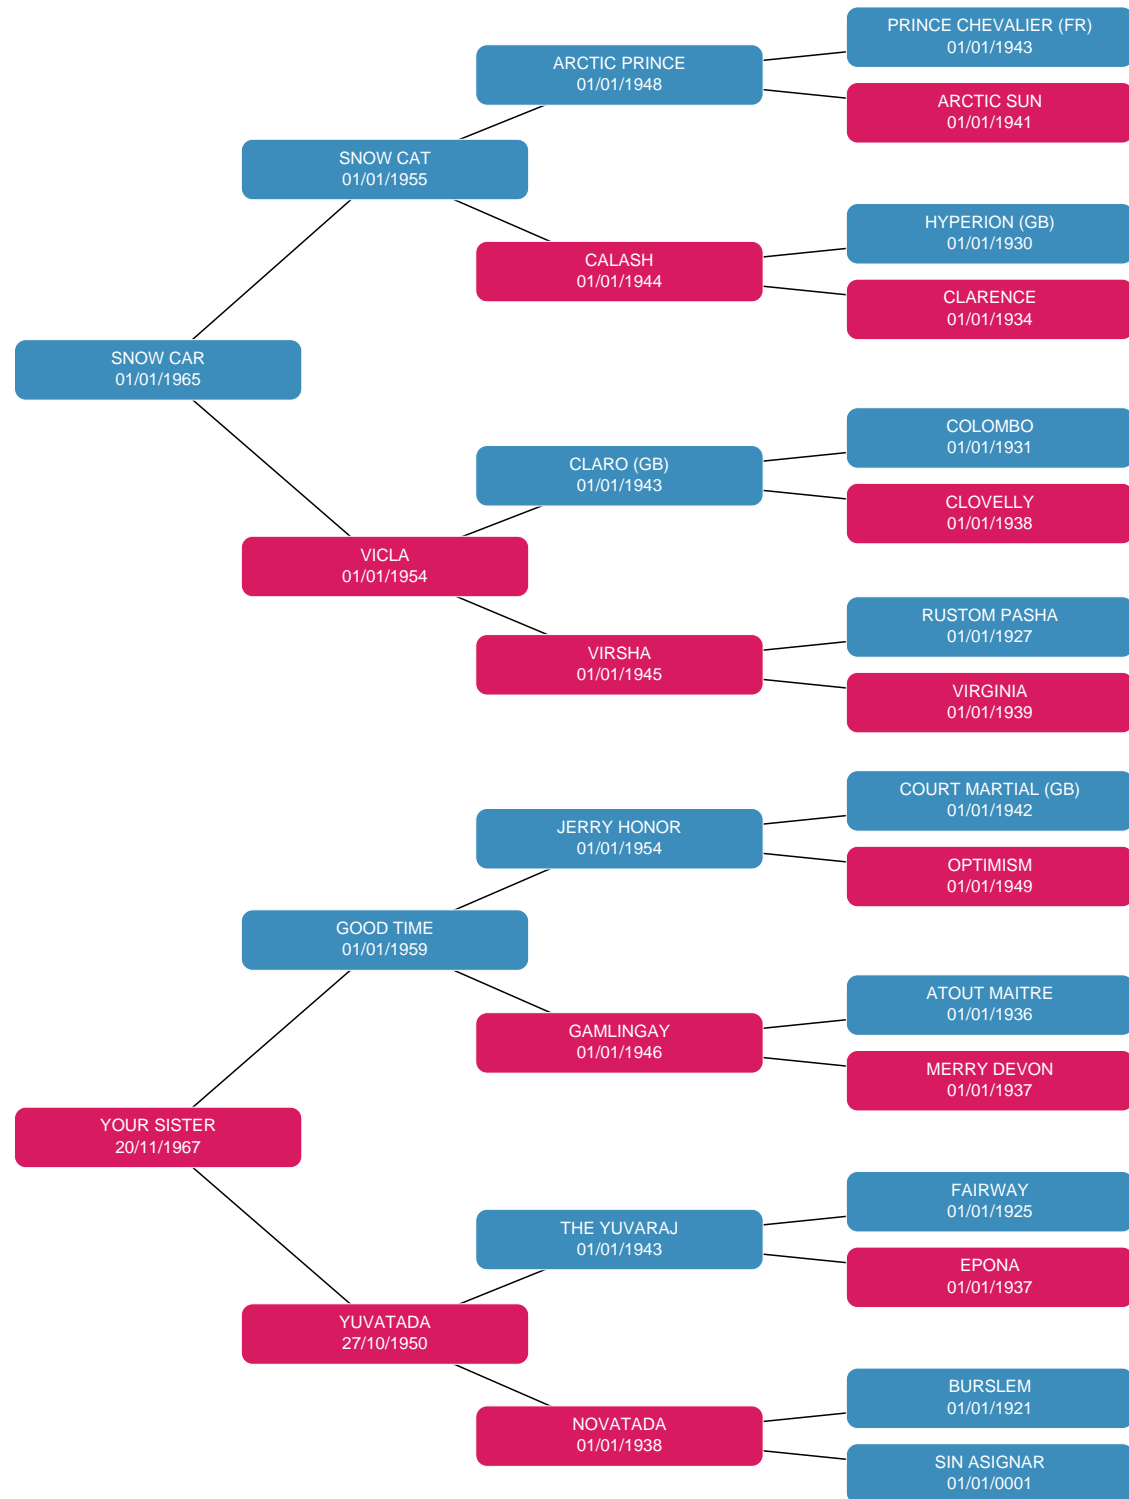 PRINCE CHEVALIER (FR)
01/01/1943
ARCTIC PRINCE
01/01/1948
ARCTIC SUN
01/01/1941
SNOW CAT
01/01/1955
HYPERION (GB)
01/01/1930
CALASH
01/01/1944
CLARENCE
01/01/1934
SNOW CAR
01/01/1965
COLOMBO
01/01/1931
CLARO (GB)
01/01/1943
CLOVELLY
01/01/1938
VICLA
01/01/1954
RUSTOM PASHA
01/01/1927
VIRSHA
01/01/1945
VIRGINIA
01/01/1939
COURT MARTIAL (GB)
01/01/1942
JERRY HONOR
01/01/1954
OPTIMISM
01/01/1949
GOOD TIME
01/01/1959
ATOUT MAITRE
01/01/1936
GAMLINGAY
01/01/1946
MERRY DEVON
01/01/1937
YOUR SISTER
20/11/1967
FAIRWAY
01/01/1925
THE YUVARAJ
01/01/1943
EPONA
01/01/1937
YUVATADA
27/10/1950
BURSLEM
01/01/1921
NOVATADA
01/01/1938
SIN ASIGNAR
01/01/0001